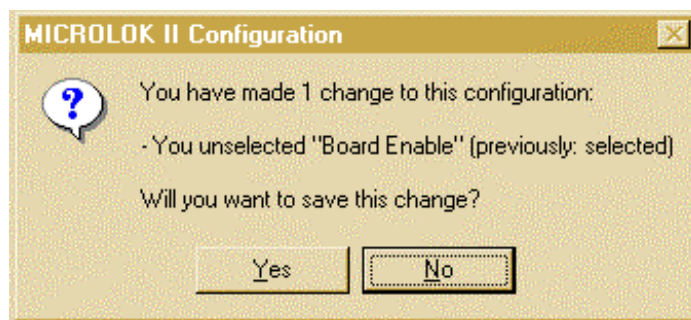 MICROLOK II Configuration
You have made 1 change to this configuration:
- You unselected "Board Enable" (previously: selected)
Will you want to save this change?
Yes No